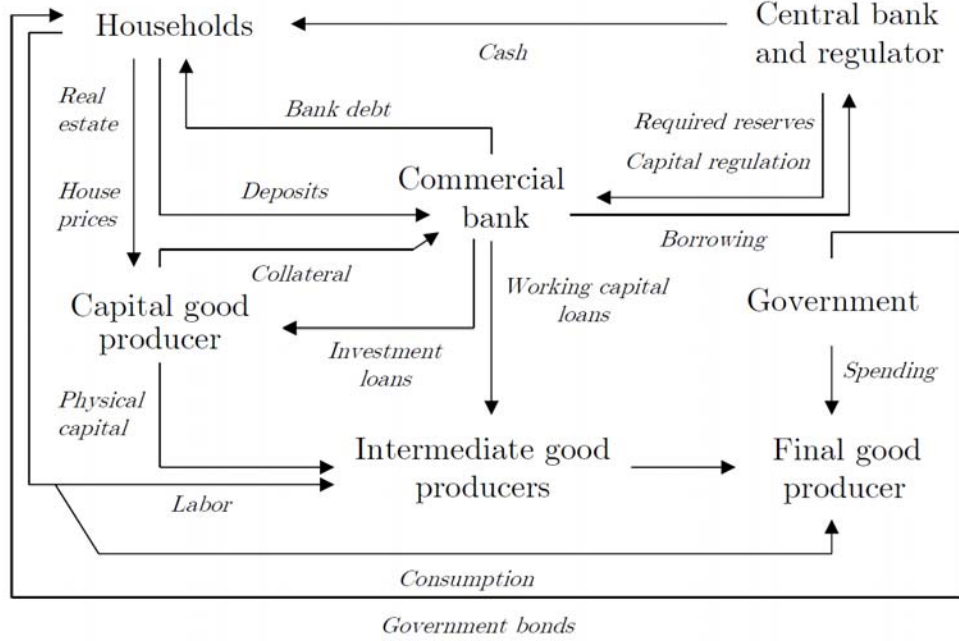 Households
Central bank
and regulator
Cash
Real
estate
Bank debt
Required reserves
Capital regulation
House
prices
Deposits
Commercial
bank
Borrowing
Collateral
Working capital
loans
Government
Capital good
producer
Investment
loans
Spending
Physical
capital
Intermediate good
producers
Final good
producer
Labor
Consumption
Government bonds